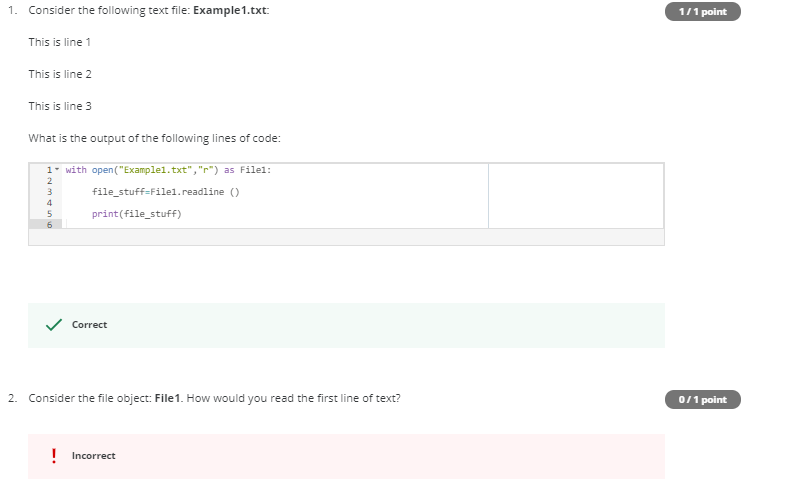 1. Consider the following text file: Example1.txt:
1 / 1 point
This is line 1
This is line 2
This is line 3
What is the output of the following lines of code:
1 with open("Example1.txt","r") as File1:
2
3 file_stuff=File1.readline ()
4
5 print(file_stuff)
6
Correct
2. Consider the file object: File1. How would you read the first line of text?
0 / 1 point
! Incorrect